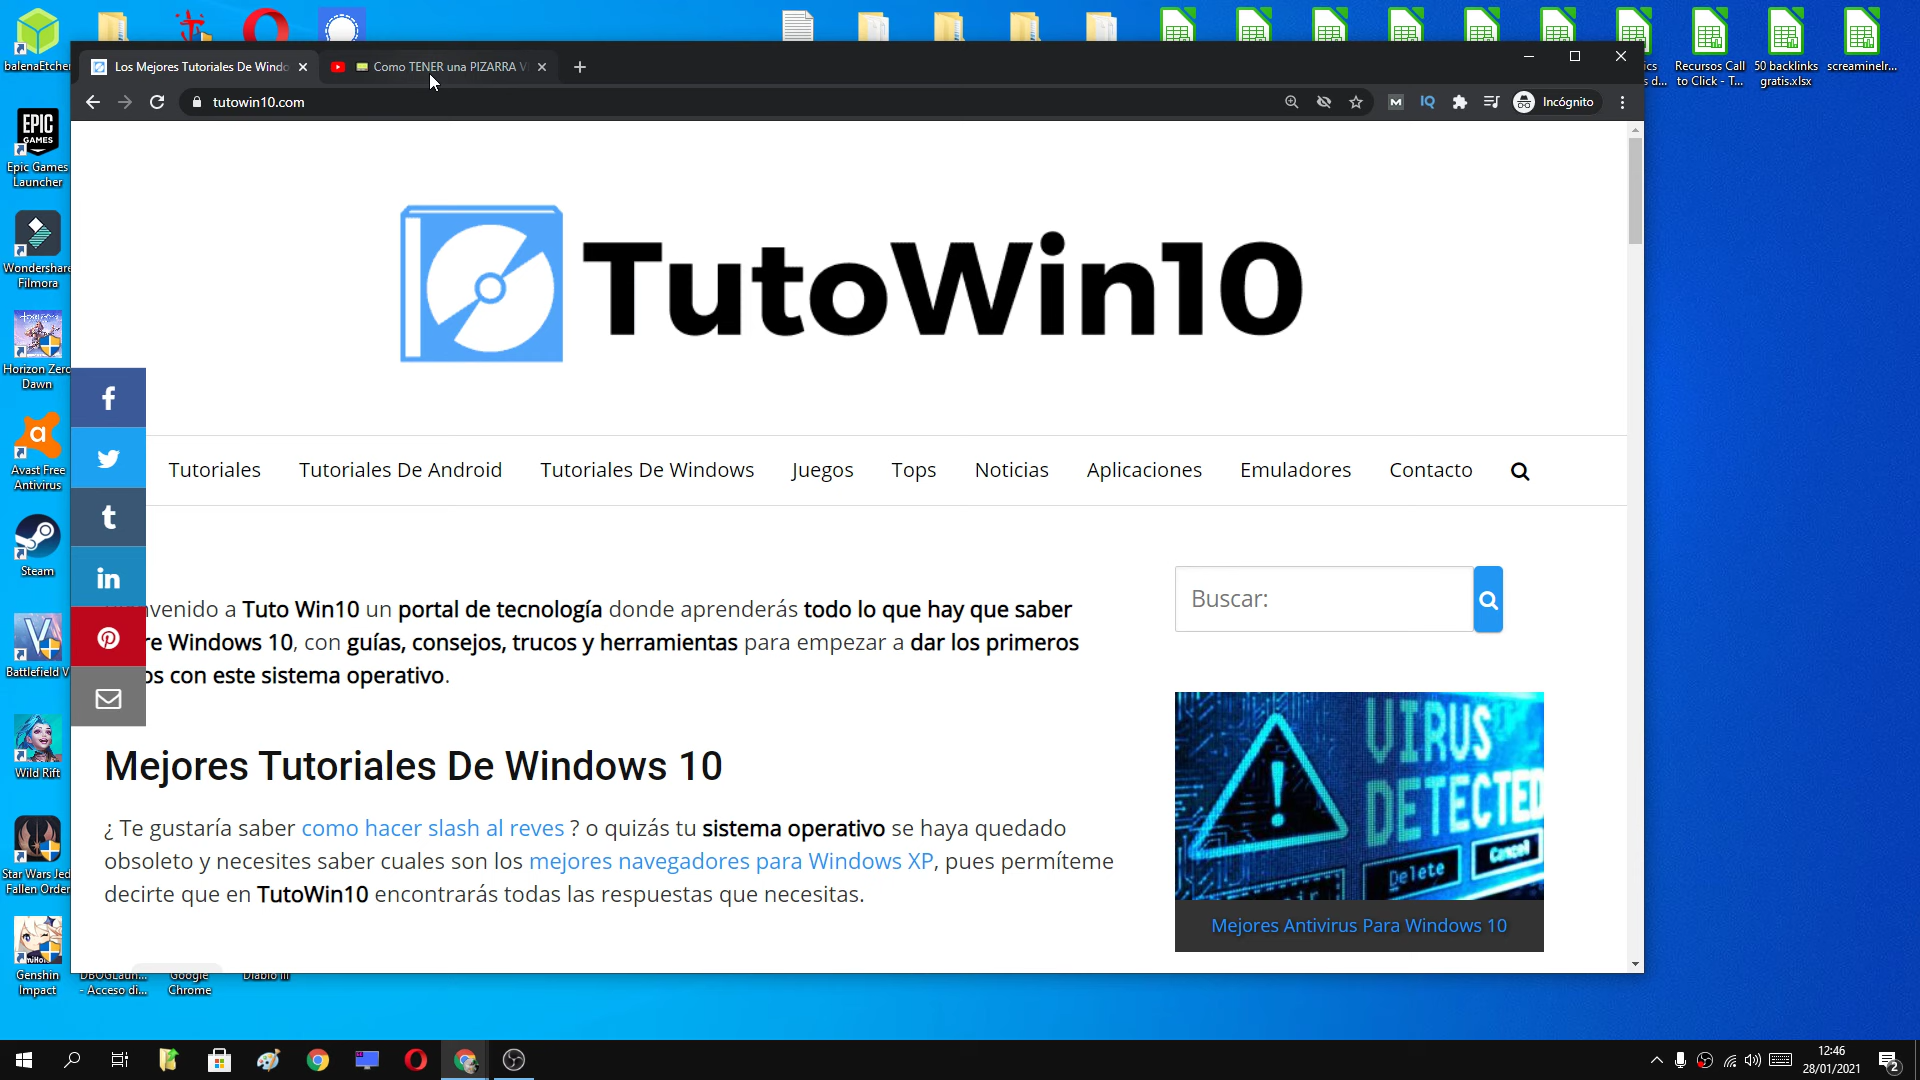 balenaEtcher
ics
s d...
Recursos Call
to Click - T...
50 backlinks
gratis.xlsx
screaminelr...
Los Mejores Tutoriales De Windo
Como TENER una PIZARRA V
tutowin10.com
M
IQ
Incógnito
EPIC
GAMES
Epic Games
Launcher
Wondershare
Filmora
Horizon Zero
Dawn
Avast Free
Antivirus
Steam
Battlefield V
Wild Rift
Star Wars Jed
Fallen Order
Genshin
Impact
- Acceso di...
Google
Chrome
Diablo III
TutoWin10
Tutoriales
Tutoriales De Android
Tutoriales De Windows
Juegos
Tops
Noticias
Aplicaciones
Emuladores
Contacto
venido a Tuto Win10 un portal de tecnología donde aprenderás todo lo que hay que saber
re Windows 10, con guías, consejos, trucos y herramientas para empezar a dar los primeros
os con este sistema operativo.
Mejores Tutoriales De Windows 10
¿ Te gustaría saber como hacer slash al reves ? o quizás tu sistema operativo se haya quedado
obsoleto y necesites saber cuales son los mejores navegadores para Windows XP, pues permíteme
decirte que en TutoWin10 encontrarás todas las respuestas que necesitas.
Buscar:
VIRUS
DETECTED
Delete
Cancel
Mejores Antivirus Para Windows 10
12:46
28/01/2021
2